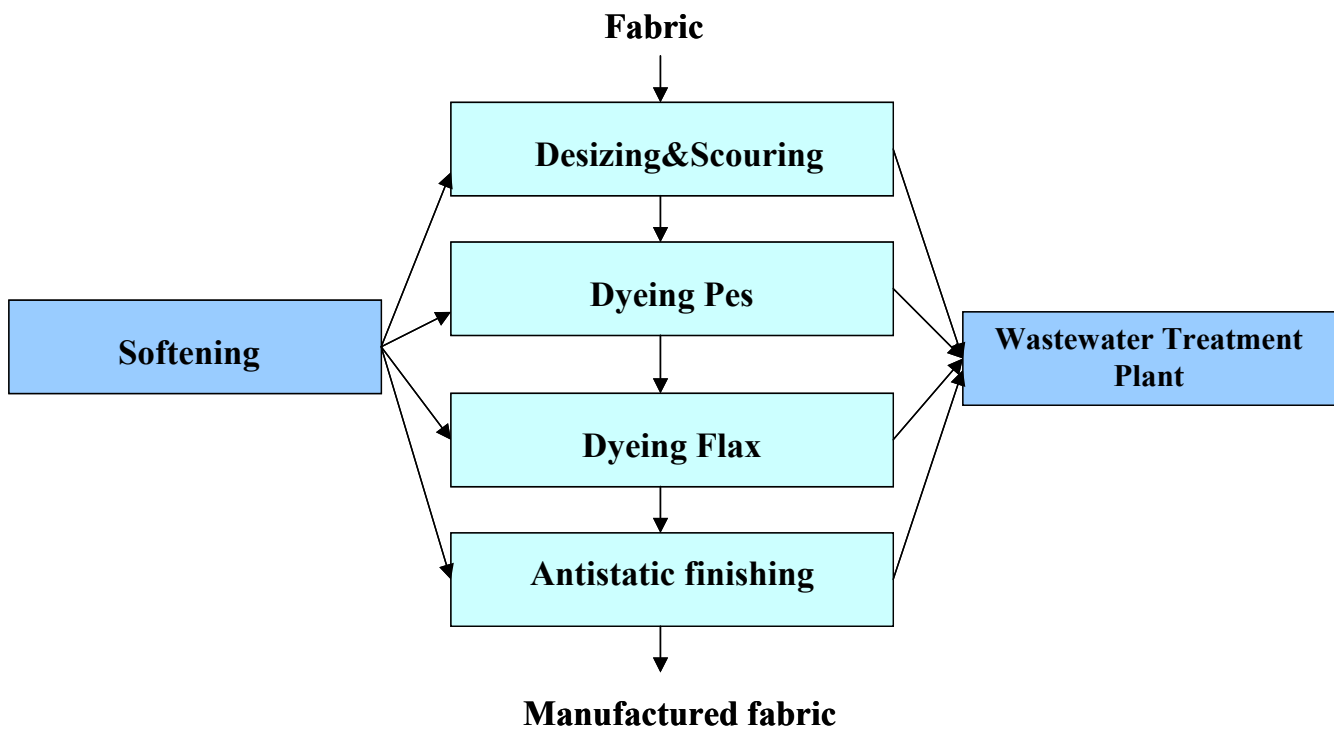 Fabric
Desizing&Scouring
Dyeing Pes
Softening
Wastewater Treatment
Plant
Dyeing Flax
Antistatic finishing
Manufactured fabric